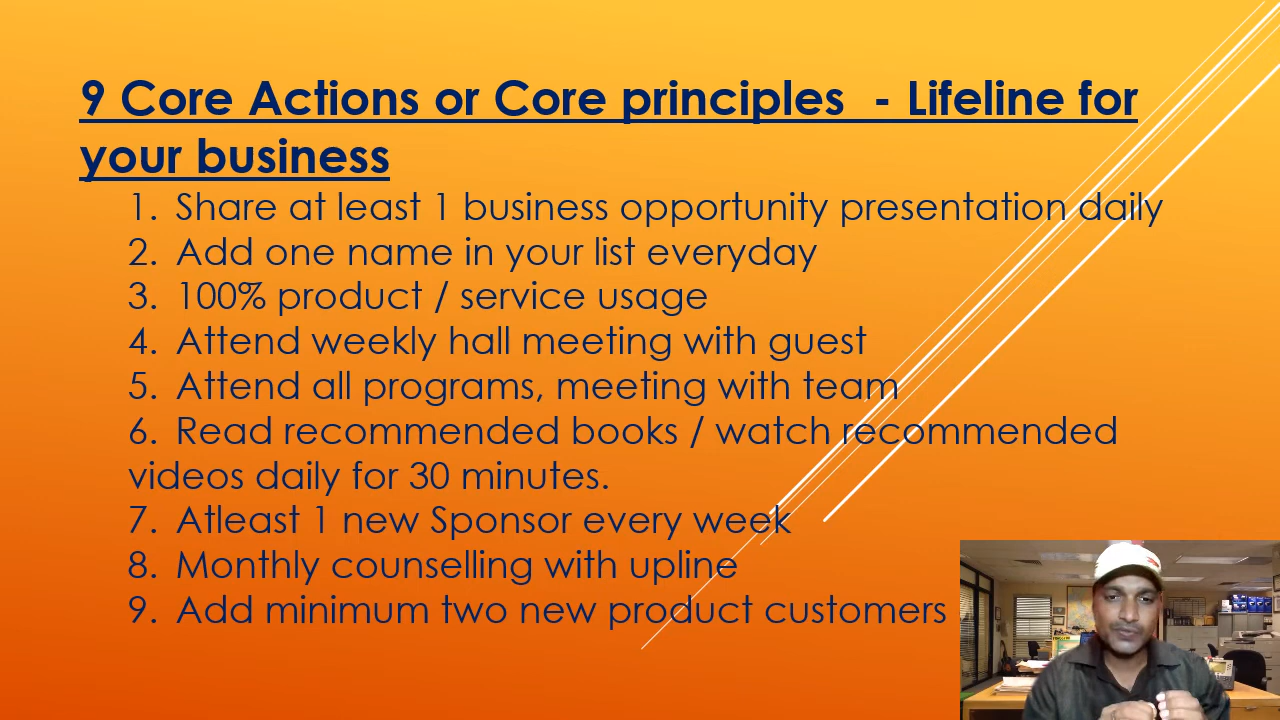 9 Core Actions or Core principles  - Lifeline for
your business
1. Share at least 1 business opportunity presentation daily
2. Add one name in your list everyday
3. 100% product / service usage
4. Attend weekly hall meeting with guest
5. Attend all programs, meeting with team
6. Read recommended books / watch recommended
videos daily for 30 minutes.
7. Atleast 1 new Sponsor every week
8. Monthly counselling with upline
9. Add minimum two new product customers